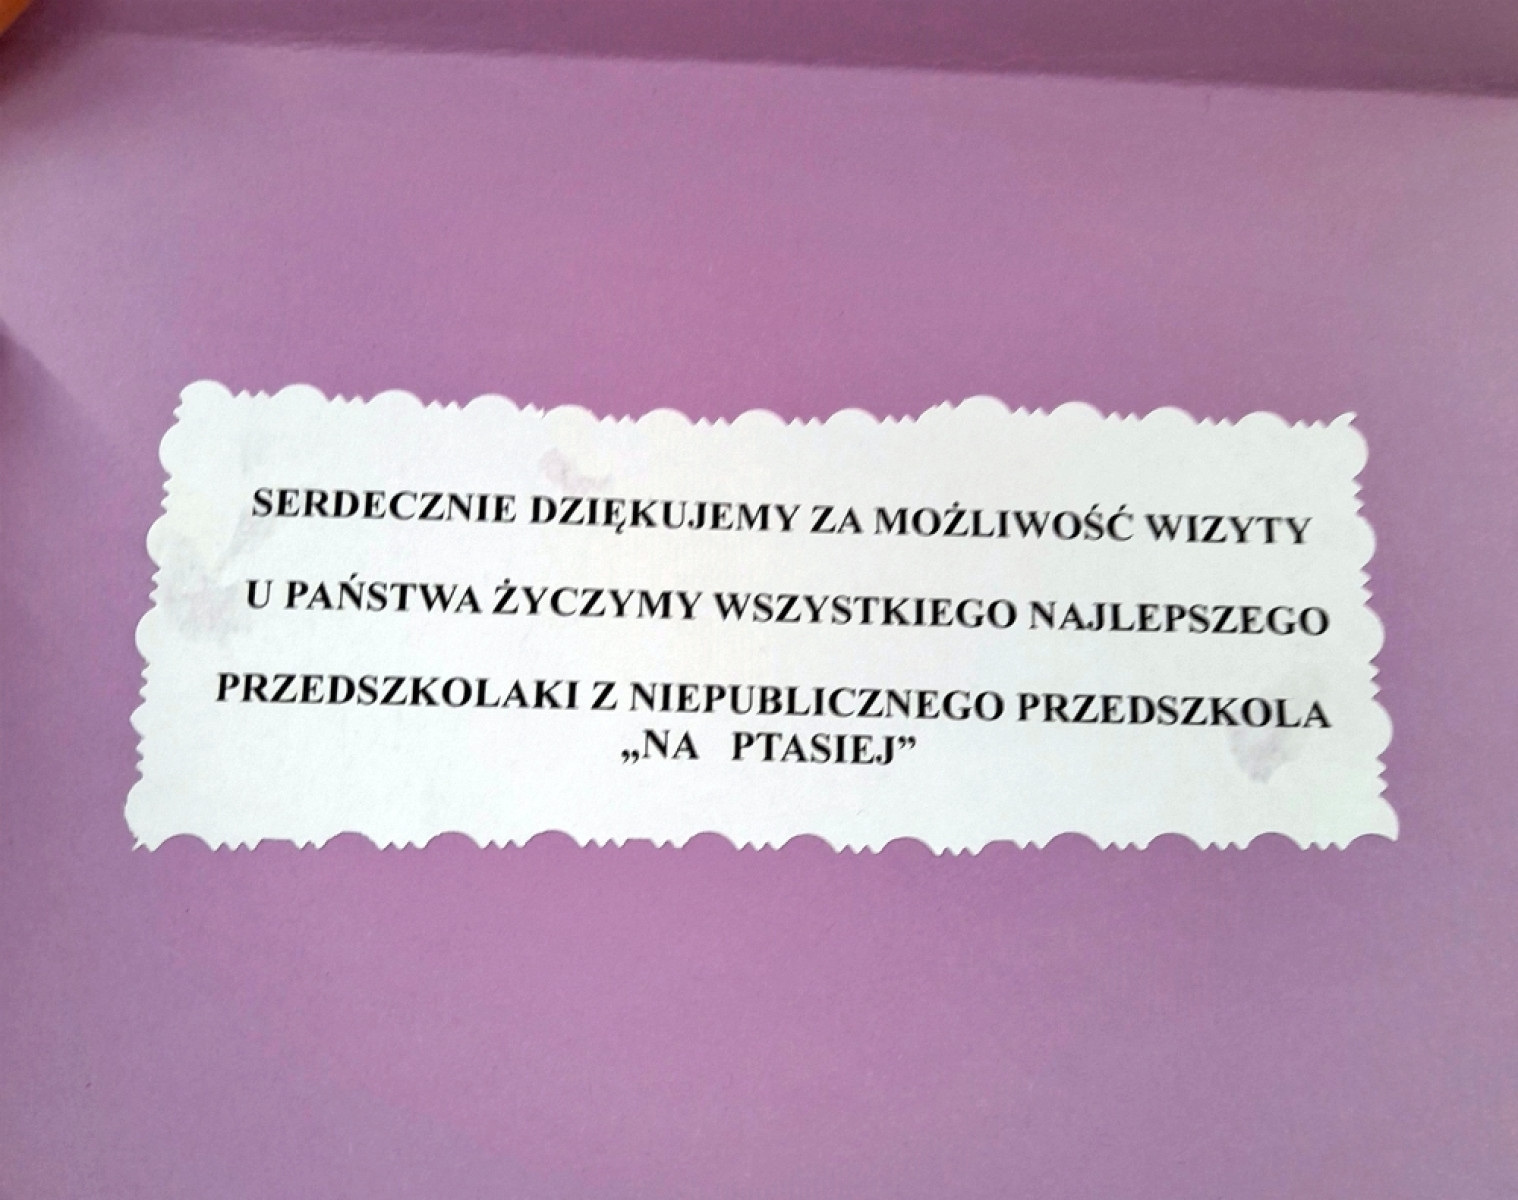 SERDECZNIE DZIĘKUJEMY ZA MOŻLIWOŚĆ WIZYTY
U PAŃSTWA ŻYCZYMY WSZYSTKIEGO NAJLEPSZEGO
PRZEDSZKOLAKI Z NIEPUBLICZNEGO PRZEDSZKOLA
„NA PTASIEJ”